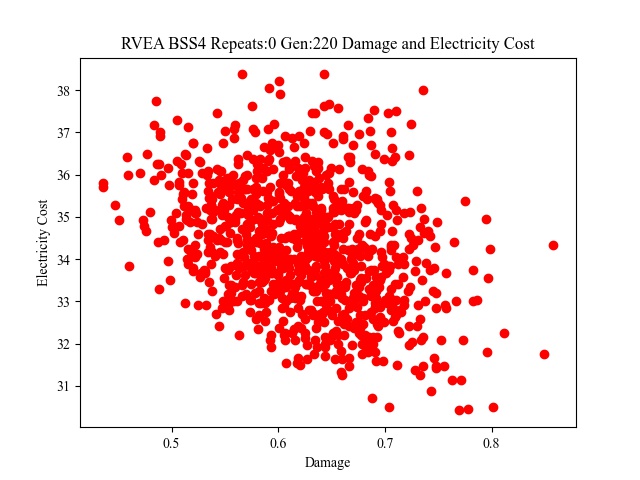 RVEA BSS4 Repeats:0 Gen:220 Damage and Electricity Cost
38
37
36
35
34
33
32
31
Electricity Cost
0.5 0.6 0.7 0.8
Damage